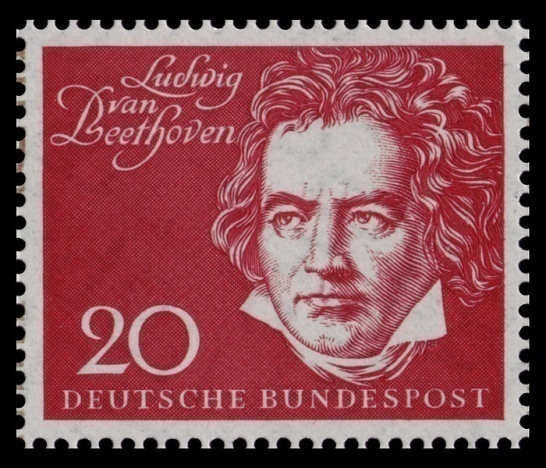 Ludwig
van
Beethoven
20
DEUTSCHE BUNDESPOST